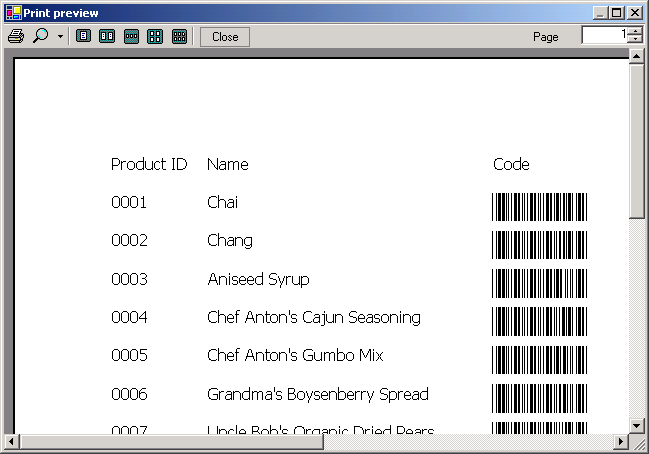 Print preview
Close Page 1
Product ID Name Code
0001 Chai
0002 Chang
0003 Aniseed Syrup
0004 Chef Anton's Cajun Seasoning
0005 Chef Anton's Gumbo Mix
0006 Grandma's Boysenberry Spread
0007 Uncle Bob's Organic Dried Pears